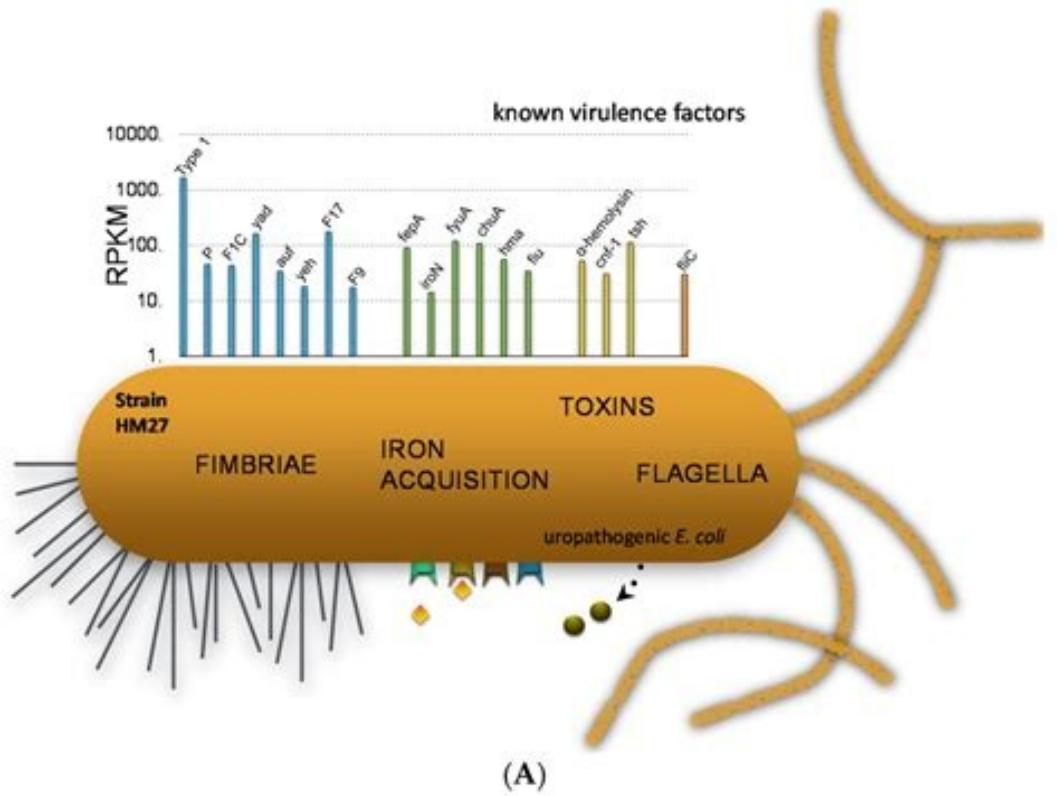 known virulence factors
10000.
1000.
100.
10.
1.
RPKM
Type 1
P
F1C
yad
auf
yeh
F17
F9
fepA
iroN
fyuA
chuA
hma
flu
α-hemolysin
cnf-1
tsh
fliC
Strain
HM27
FIMBRIAE
IRON
ACQUISITION
TOXINS
FLAGELLA
uropathogenic E. coli
(A)